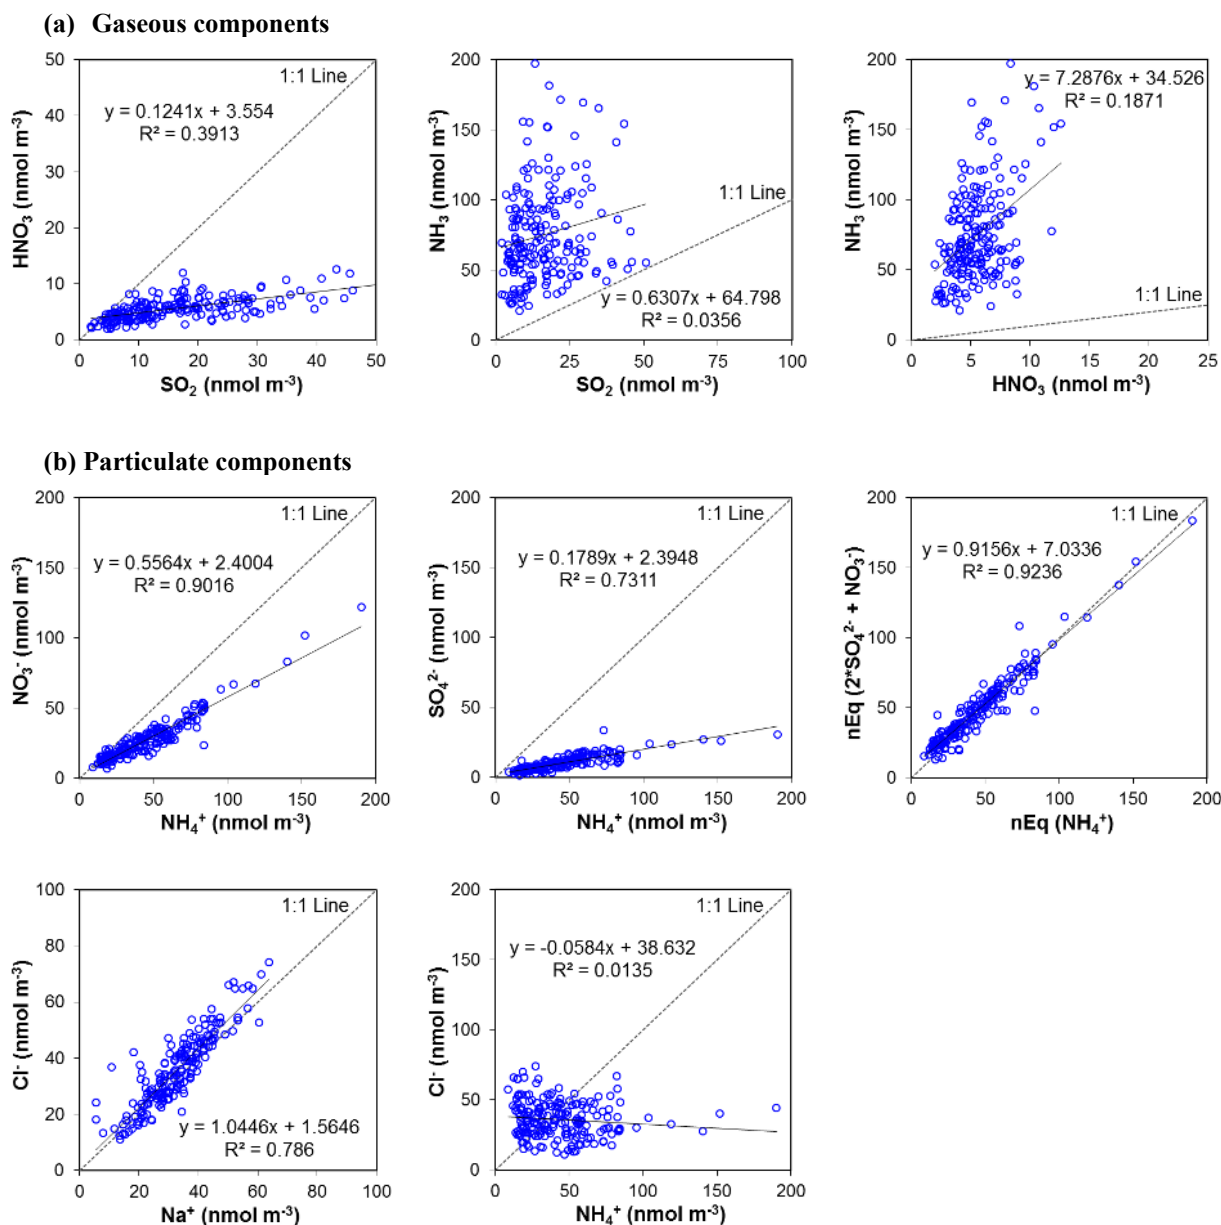 (a) Gaseous components
50
40
30
20
10
0
HNO₃ (nmol m⁻³)
1:1 Line
y = 0.1241x + 3.554
R² = 0.3913
0 10 20 30 40 50
SO₂ (nmol m⁻³)
200
150
100
50
0
NH₃ (nmol m⁻³)
1:1 Line
y = 0.6307x + 64.798
R² = 0.0356
0 25 50 75 100
SO₂ (nmol m⁻³)
200
150
100
50
0
NH₃ (nmol m⁻³)
y = 7.2876x + 34.526
R² = 0.1871
1:1 Line
0 5 10 15 20 25
HNO₃ (nmol m⁻³)
(b) Particulate components
200
150
100
50
0
NO₃⁻ (nmol m⁻³)
1:1 Line
y = 0.5564x + 2.4004
R² = 0.9016
0 50 100 150 200
NH₄⁺ (nmol m⁻³)
200
150
100
50
0
SO₄²⁻ (nmol m⁻³)
1:1 Line
y = 0.1789x + 2.3948
R² = 0.7311
0 50 100 150 200
NH₄⁺ (nmol m⁻³)
200
150
100
50
0
nEq (2*SO₄²⁻ + NO₃⁻)
1:1 Line
y = 0.9156x + 7.0336
R² = 0.9236
0 50 100 150 200
nEq (NH₄⁺)
100
80
60
40
20
0
Cl⁻ (nmol m⁻³)
1:1 Line
y = 1.0446x + 1.5646
R² = 0.786
0 20 40 60 80 100
Na⁺ (nmol m⁻³)
200
150
100
50
0
Cl⁻ (nmol m⁻³)
1:1 Line
y = -0.0584x + 38.632
R² = 0.0135
0 50 100 150 200
NH₄⁺ (nmol m⁻³)